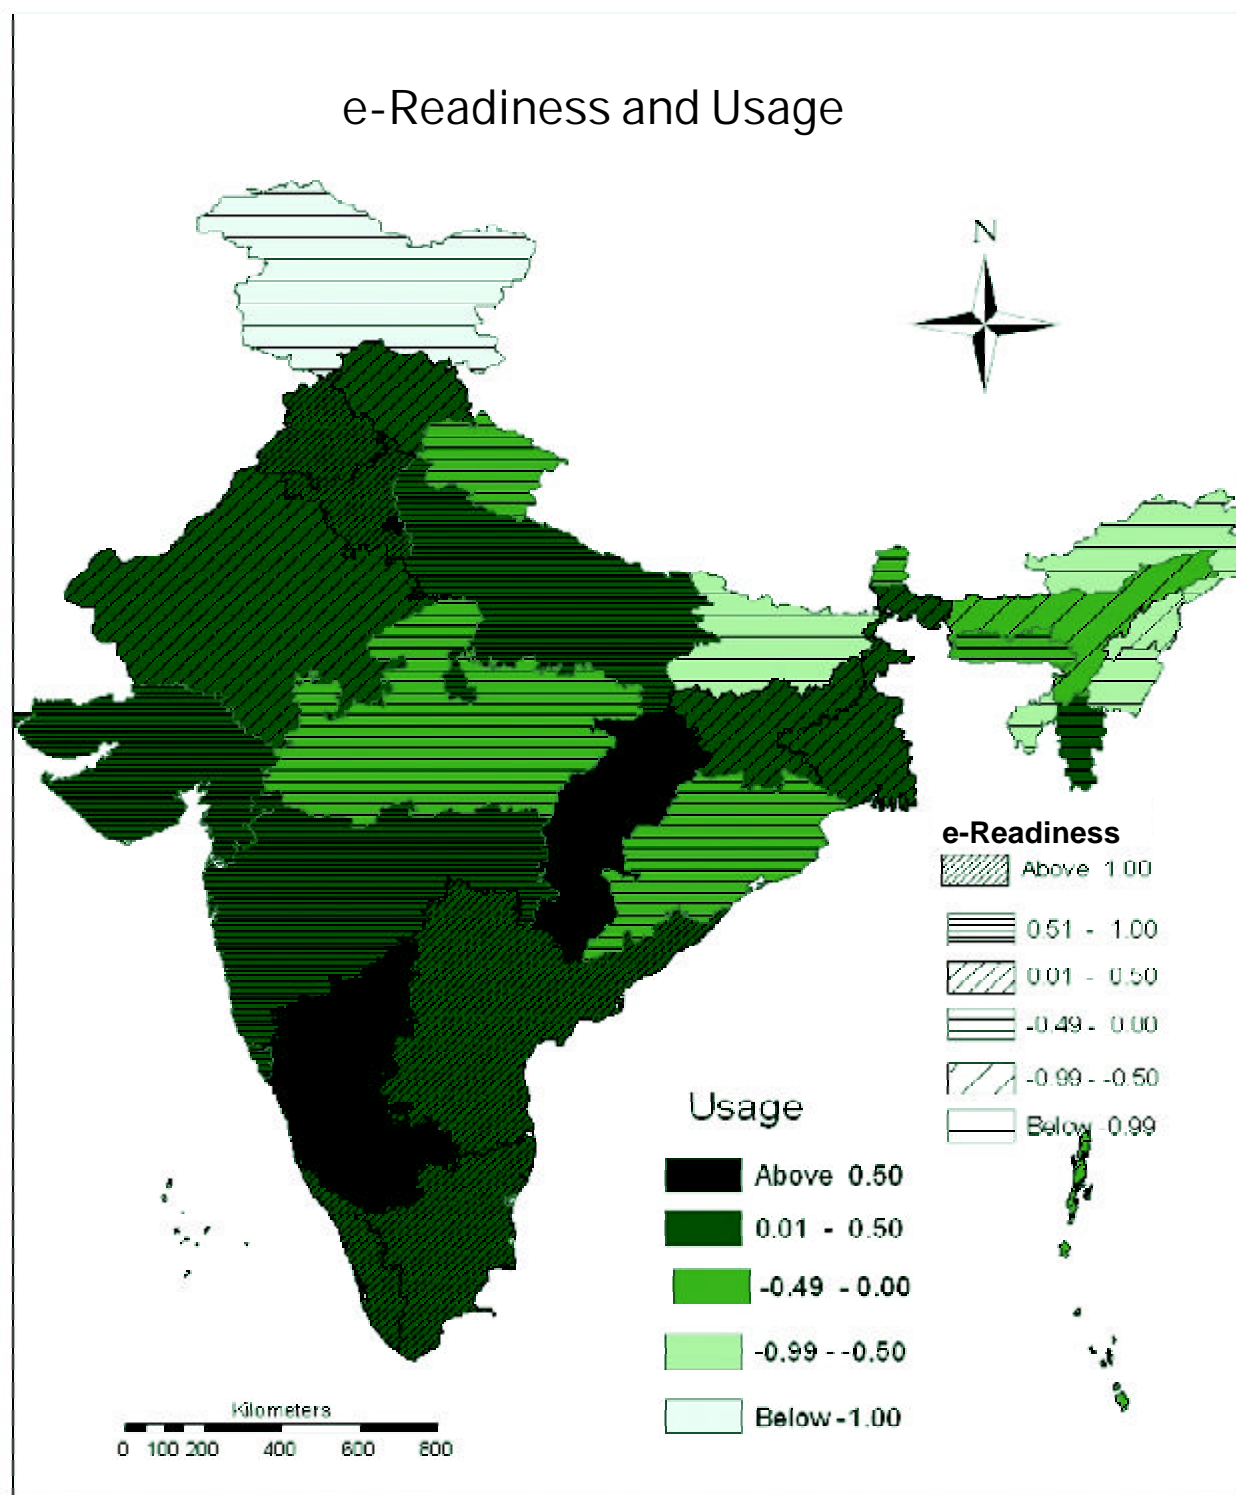 e-Readiness and Usage
N
e-Readiness
Above 1.00
0.51 - 1.00
0.01 - 0.50
-0.49 - 0.00
-0.99 - -0.50
Below -0.99
Usage
Above 0.50
0.01 - 0.50
-0.49 - 0.00
-0.99 - -0.50
Below -1.00
Kilometers
0 100 200 400 600 800